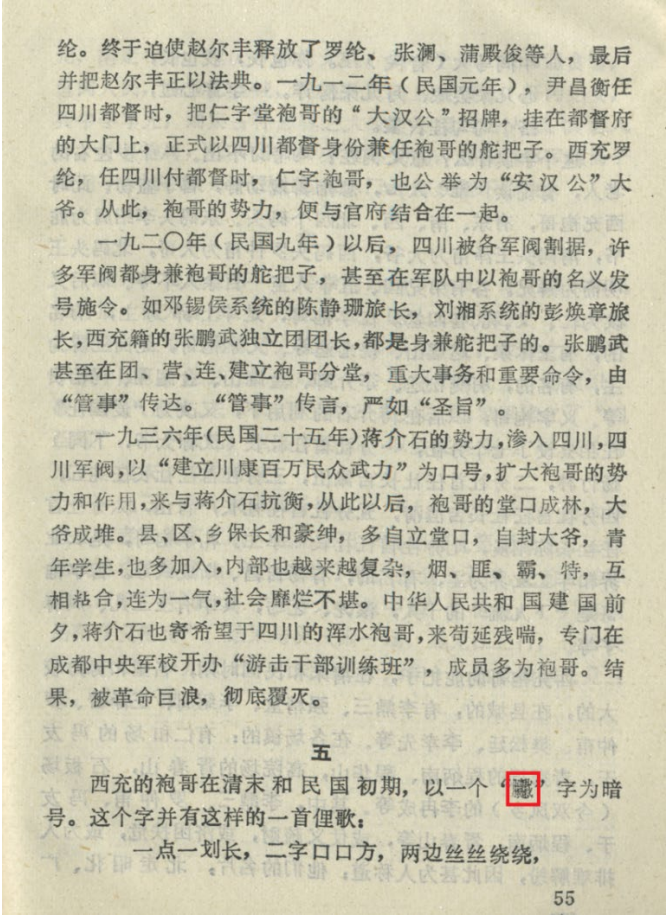 纶。终于迫使赵尔丰释放了罗纶、张澜、蒲殿俊等人，最后
并把赵尔丰正以法典。一九一二年（民国元年），尹昌衡任
四川都督时，把仁字堂袍哥的“大汉公”招牌，挂在都督府
的大门上，正式以四川都督身份兼任袍哥的舵把子。西充罗
纶，任四川付都督时，仁字袍哥，也公举为“安汉公”大
爷。从此，袍哥的势力，便与官府结合在一起。
一九二〇年（民国九年）以后，四川被各军阀割据，许
多军阀都身兼袍哥的舵把子，甚至在军队中以袍哥的名义发
号施令。如邓锡侯系统的陈静珊旅长，刘湘系统的彭焕章旅
长，西充籍的张鹏武独立团团长，都是身兼舵把子的。张鹏武
甚至在团、营、连、建立袍哥分堂，重大事务和重要命令，由
“管事”传达。“管事”传言，严如“圣旨”。
一九三六年（民国二十五年）蒋介石的势力，渗入四川，四
川军阀，以“建立川康百万民众武力”为口号，扩大袍哥的势
力和作用，来与蒋介石抗衡，从此以后，袍哥的堂口成林，大
爷成堆。县、区、乡保长和豪绅，多自立堂口，自封大爷，青
年学生，也多加入，内部也越来越复杂，烟、匪、霸、特，互
相粘合，连为一气，社会靡烂不堪。中华人民共和国建国前
夕，蒋介石也寄希望于四川的浑水袍哥，来苟延残喘，专门在
成都中央军校开办“游击干部训练班”，成员多为袍哥。结
果，被革命巨浪，彻底覆灭。
五
西充的袍哥在清末和民国初期，以一个“”字为暗
号。这个字并有这样的一首俚歌：
一点一划长，二字口口方，两边丝丝绕绕，
55